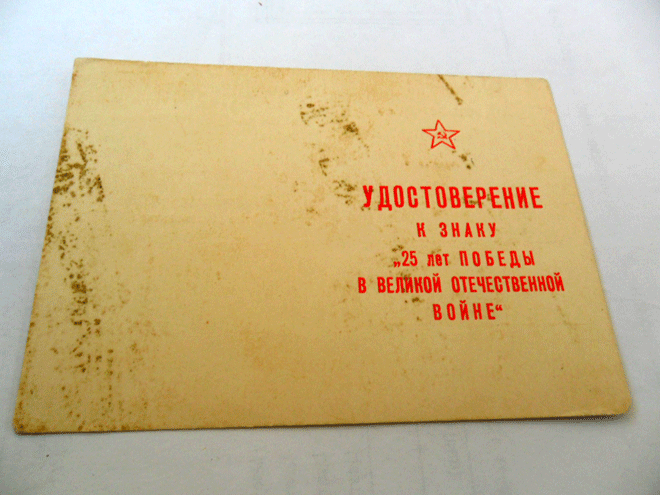 УДОСТОВЕРЕНИЕ
К ЗНАКУ
„25 лет ПОБЕДЫ
В ВЕЛИКОЙ ОТЕЧЕСТВЕННОЙ
ВОЙНЕ“